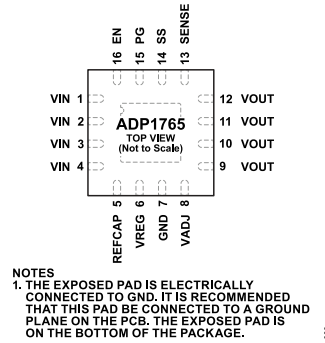 16 EN
15 PG
14 SS
13 SENSE
VIN 1
VIN 2
VIN 3
VIN 4
ADP1765
TOP VIEW
(Not to Scale)
12 VOUT
11 VOUT
10 VOUT
9 VOUT
REFCAP 5
VREG 6
GND 7
VADJ 8
NOTES
1. THE EXPOSED PAD IS ELECTRICALLY
CONNECTED TO GND. IT IS RECOMMENDED
THAT THIS PAD BE CONNECTED TO A GROUND
PLANE ON THE PCB. THE EXPOSED PAD IS
ON THE BOTTOM OF THE PACKAGE.